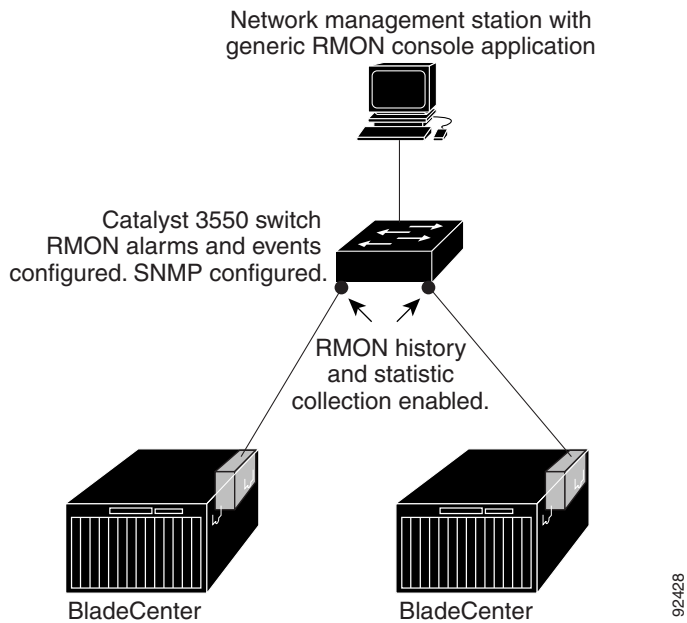 Network management station with
generic RMON console application
Catalyst 3550 switch
RMON alarms and events
configured. SNMP configured.
RMON history
and statistic
collection enabled.
BladeCenter
BladeCenter
92428